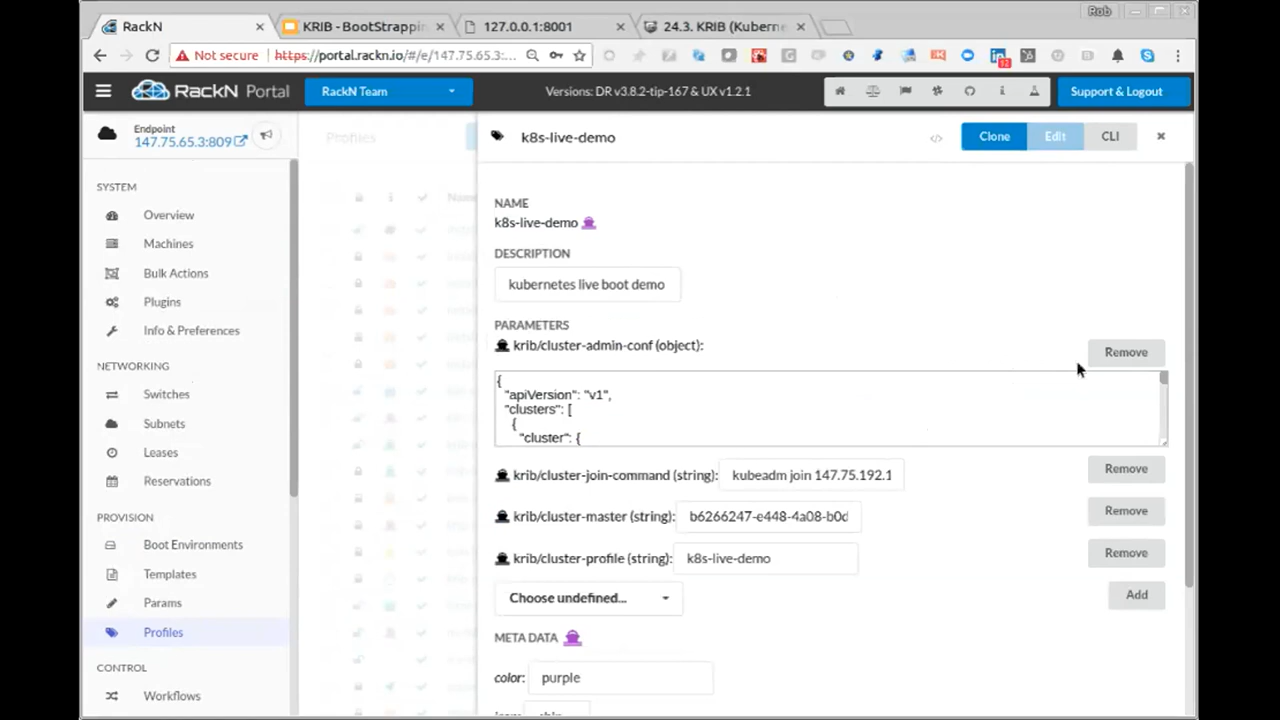 Rob
RackN
KRIB - BootStrappin
127.0.0.1:8001
24.3. KRIB (Kuberne
Not secure https://portal.rackn.io/#/e/147.75.65.3:...
12
RackN Portal
RackN Team
Versions: DR v3.8.2-tip-167 & UX v1.2.1
Support & Logout
Endpoint
147.75.65.3:809
Profiles
k8s-live-demo
Clone
Edit
CLI
SYSTEM
Overview
Machines
Bulk Actions
Plugins
Info & Preferences
NETWORKING
Switches
Subnets
Leases
Reservations
PROVISION
Boot Environments
Templates
Params
Profiles
CONTROL
Workflows
NAME
k8s-live-demo
DESCRIPTION
kubernetes live boot demo
PARAMETERS
krib/cluster-admin-conf (object):
Remove
{
"apiVersion": "v1",
"clusters": [
{
"cluster": {
krib/cluster-join-command (string): kubeadm join 147.75.192.1
Remove
krib/cluster-master (string): b6266247-e448-4a08-b0d
Remove
krib/cluster-profile (string): k8s-live-demo
Remove
Choose undefined...
Add
META DATA
color: purple